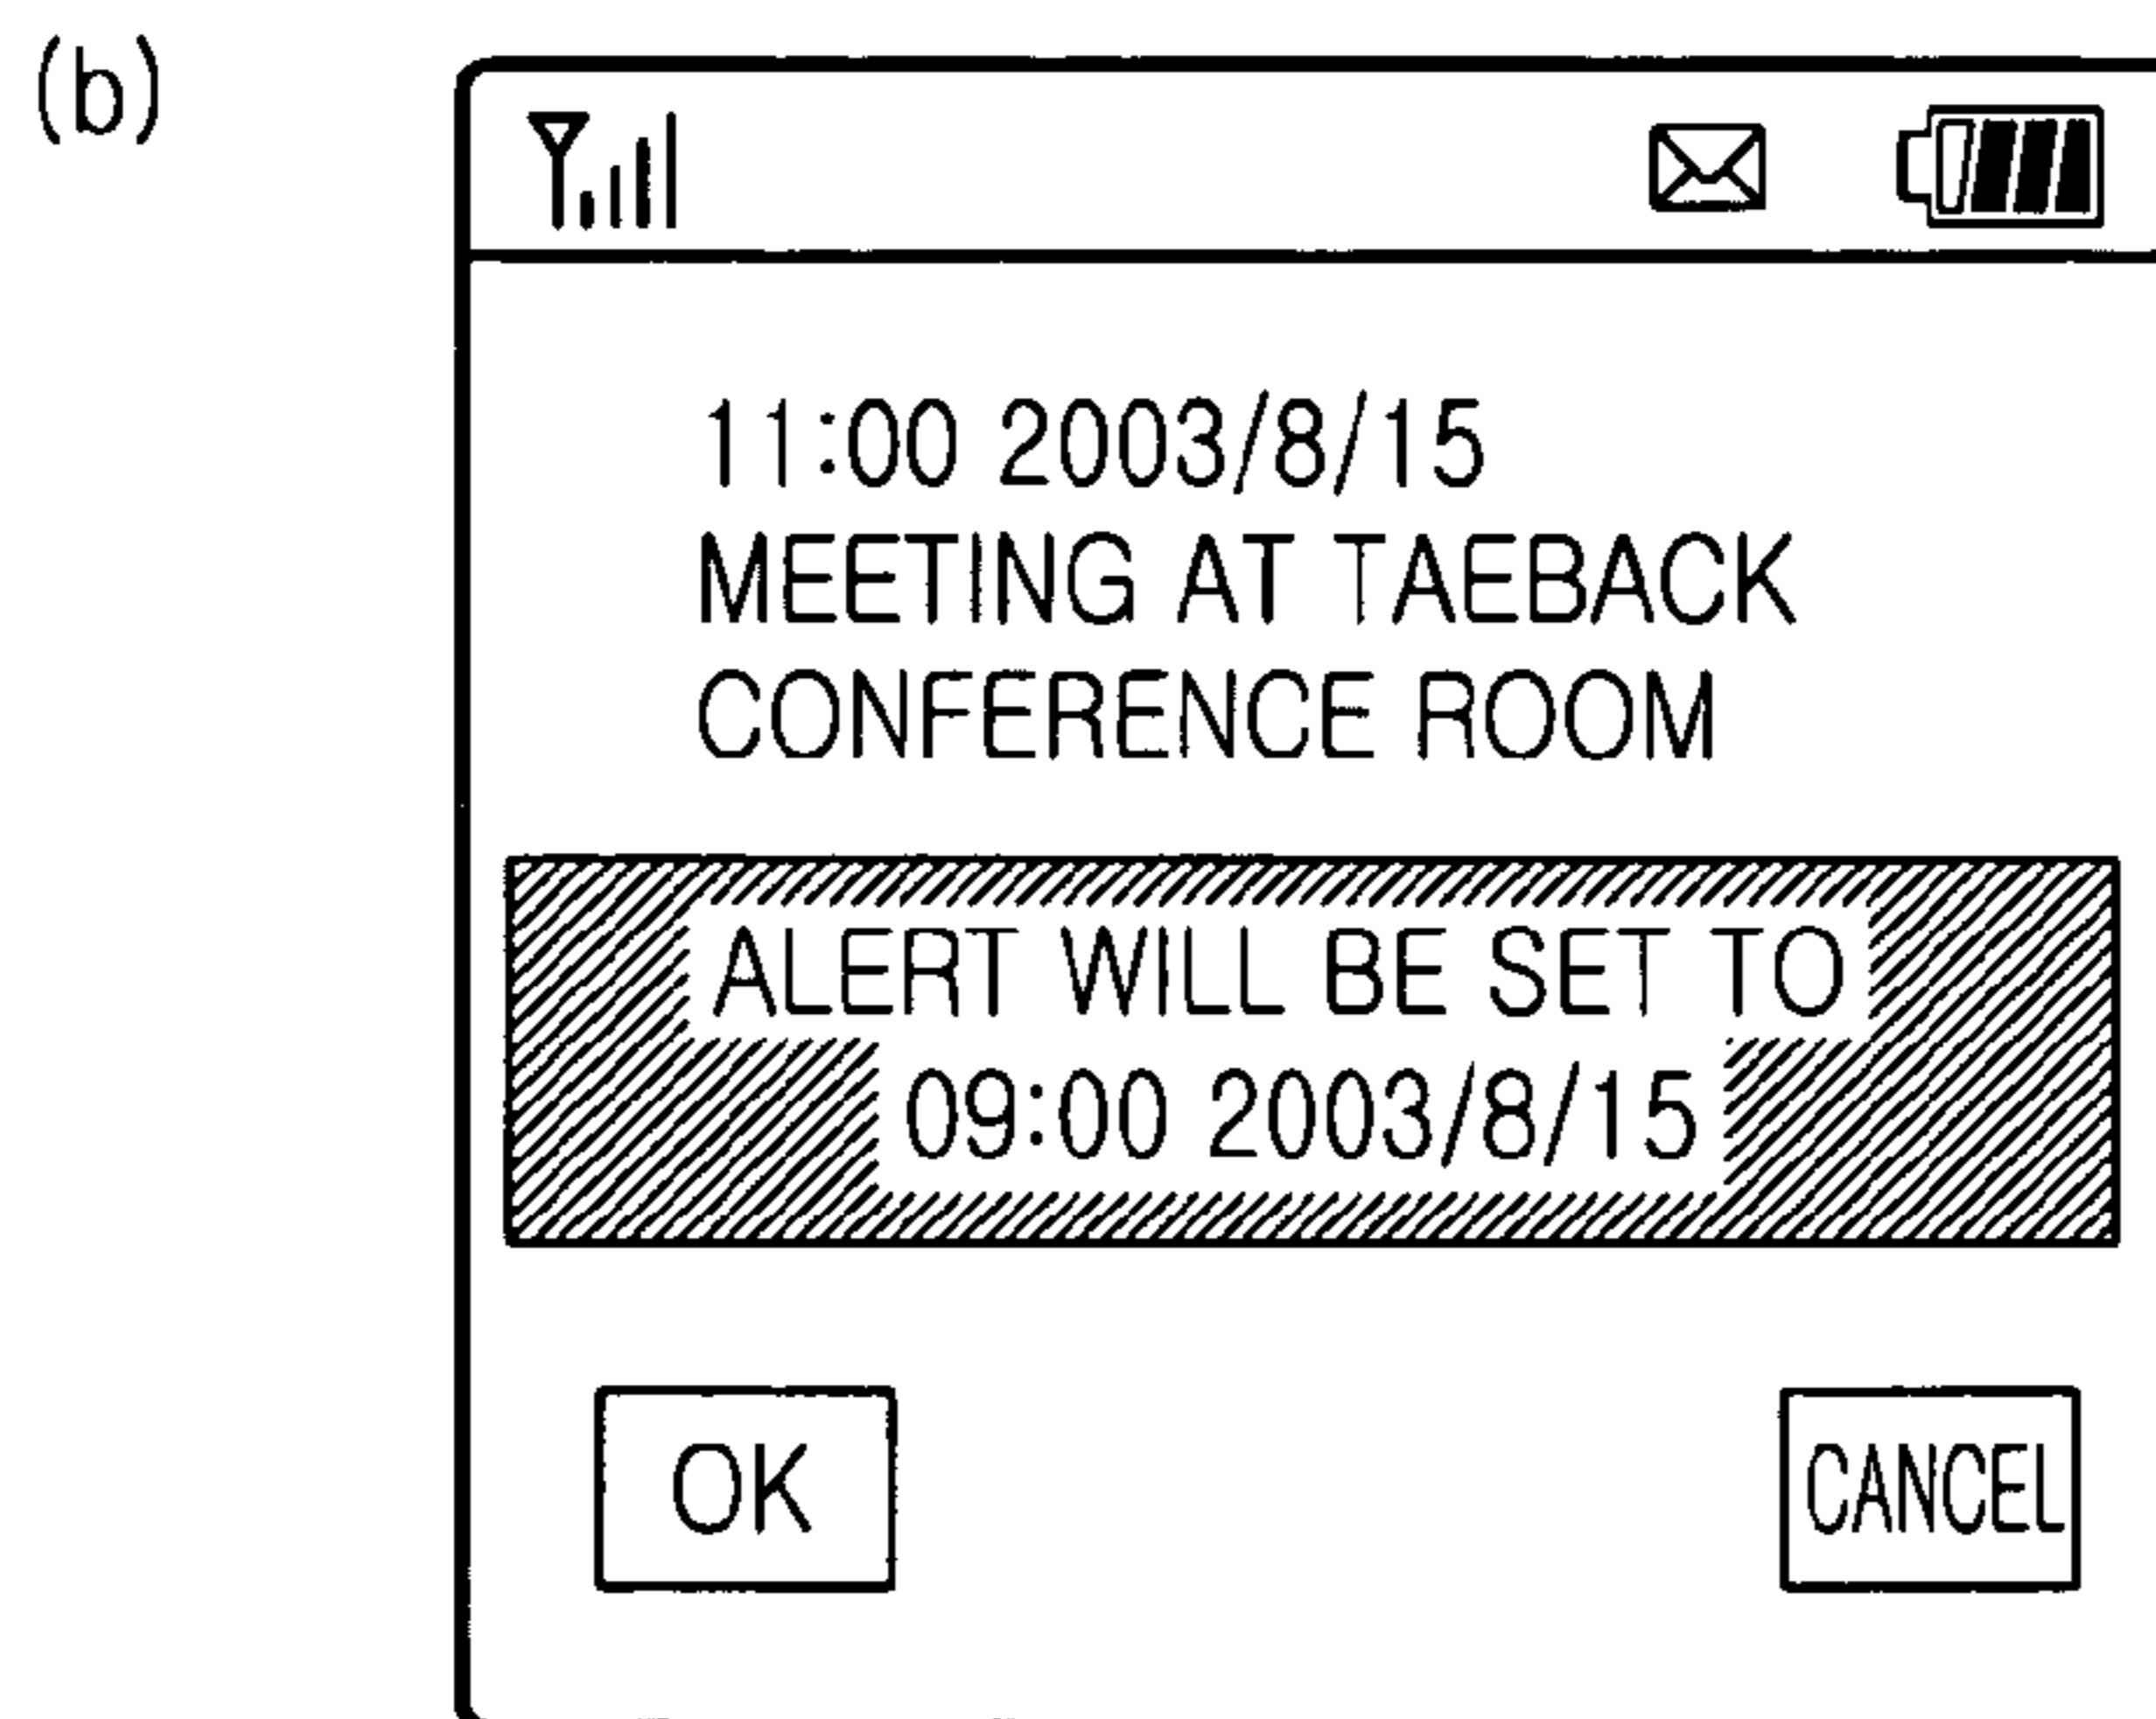 (b)
11:00 2003/8/15
MEETING AT TAEBACK
CONFERENCE ROOM
ALERT WILL BE SET TO
09:00 2003/8/15
OK
CANCEL